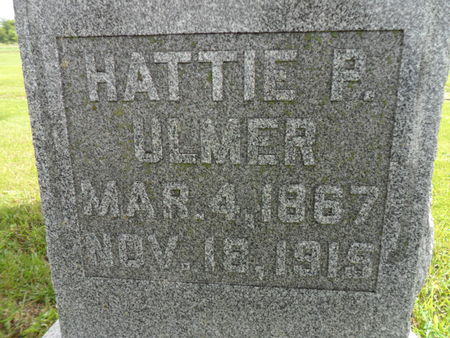 HATTIE P.
ULMER
MAR. 4, 1867
NOV. 18, 1915